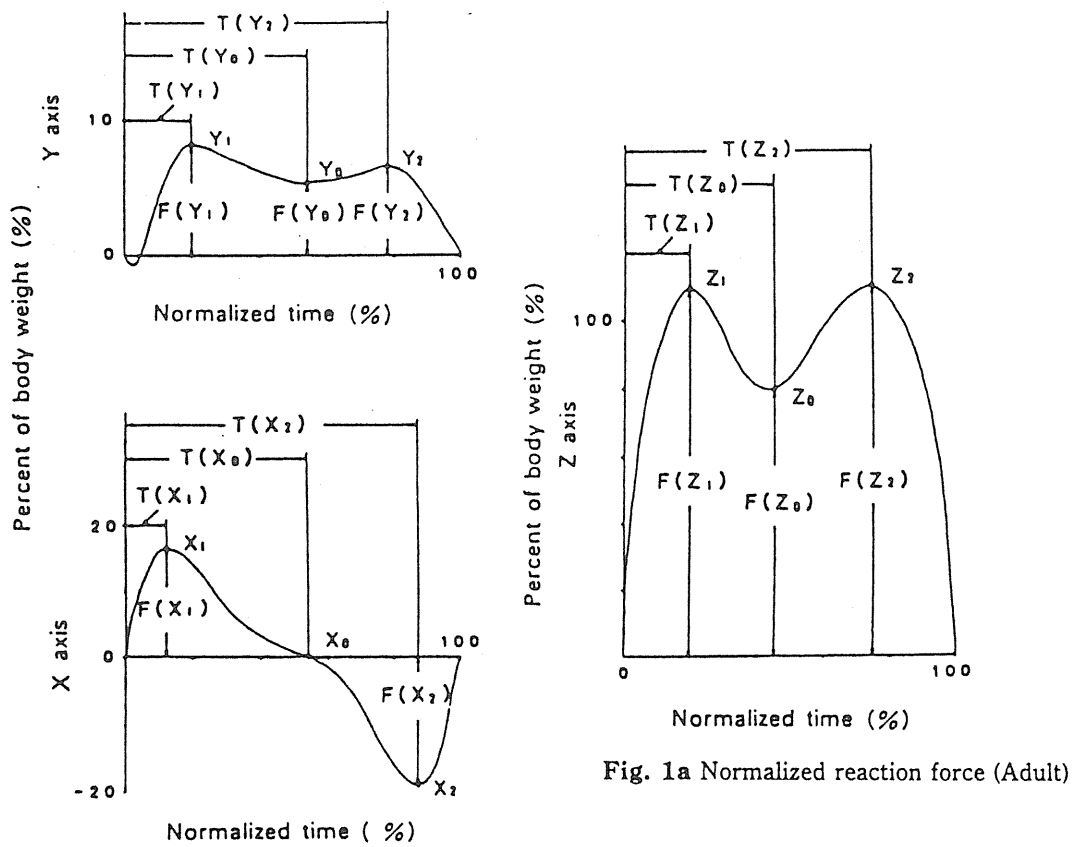 Percent of body weight (%)
Y axis
T(Y₂)
T(Y₀)
T(Y₁)
10
Y₁
Y₀
Y₂
F(Y₁)
F(Y₀)
F(Y₂)
0
100
Normalized time (%)
X axis
T(X₂)
T(X₀)
T(X₁)
20
X₁
F(X₁)
X₀
100
0
F(X₂)
-20
X₂
Normalized time ( %)
Percent of body weight (%)
Z axis
T(Z₂)
T(Z₀)
T(Z₁)
Z₁
Z₂
100
Z₀
F(Z₁)
F(Z₀)
F(Z₂)
0
100
Normalized time (%)
Fig. 1a Normalized reaction force (Adult)